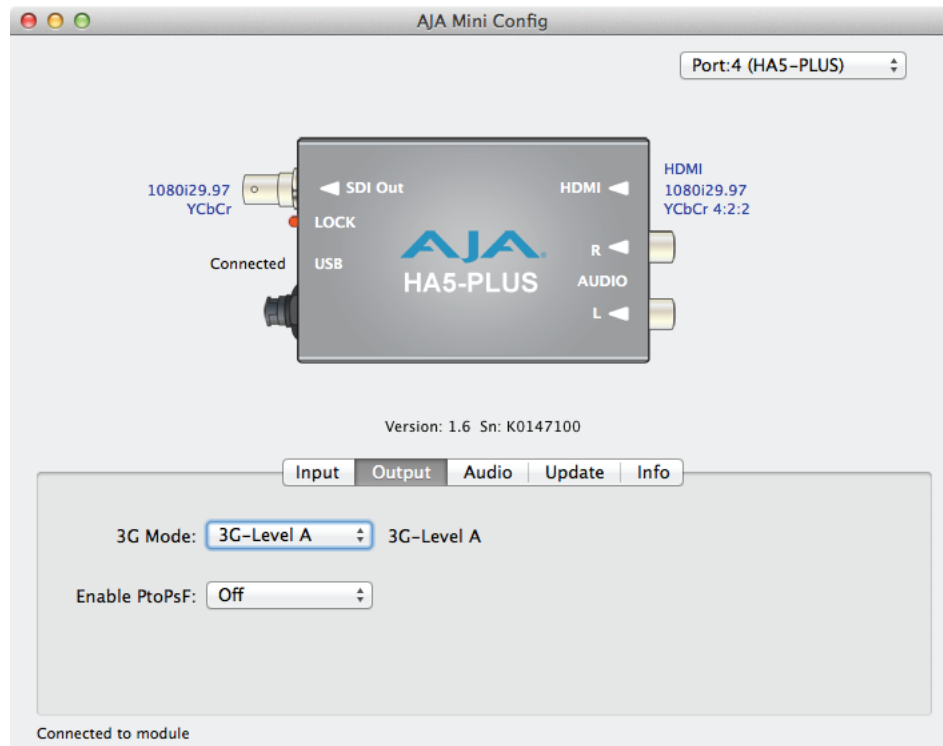 AJA Mini Config
Port:4 (HA5-PLUS)
1080i29.97
YCbCr
Connected
SDI Out
LOCK
USB
HDMI
R
AUDIO
L
AJA
HA5-PLUS
HDMI
1080i29.97
YCbCr 4:2:2
Version: 1.6 Sn: K0147100
Input Output Audio Update Info
3G Mode: 3G-Level A 3G-Level A
Enable PtoPsF: Off
Connected to module